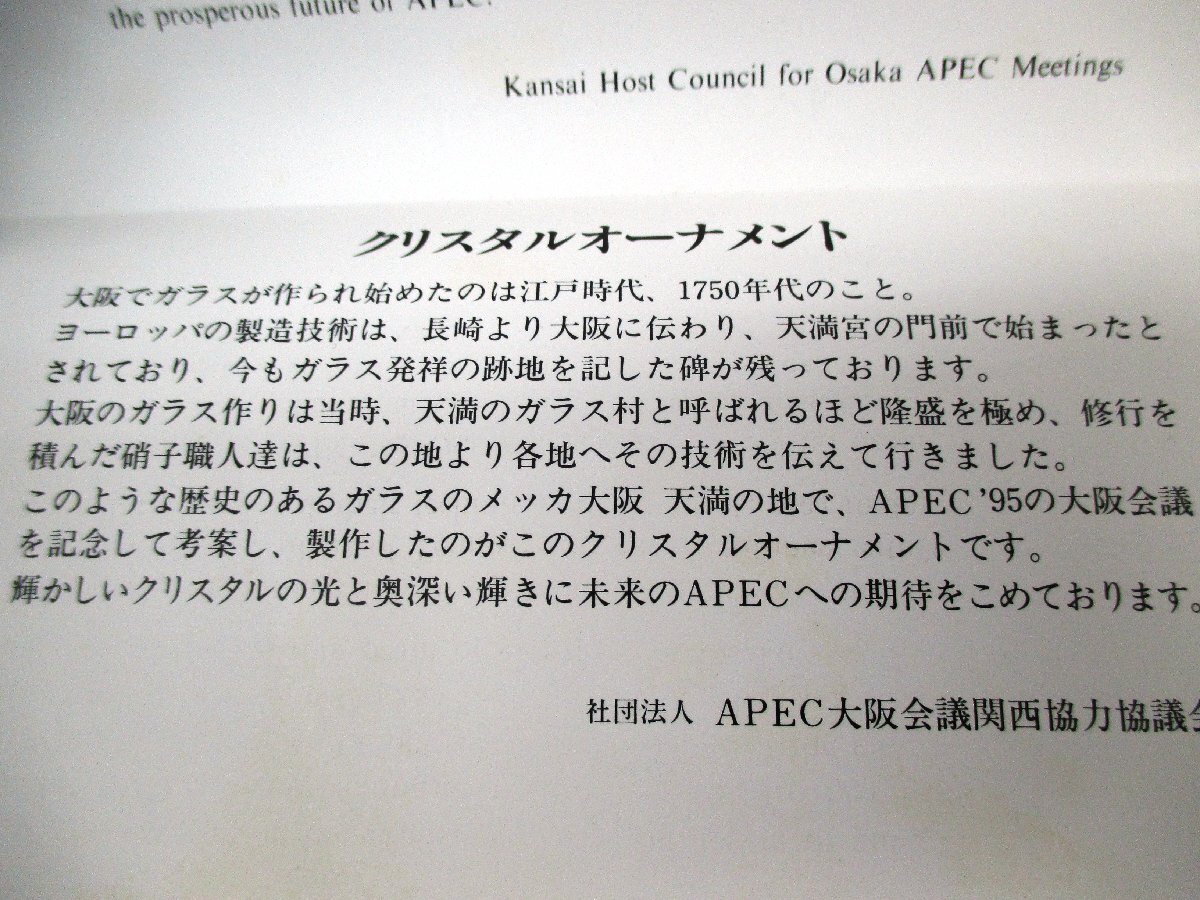 the prosperous future of APEC.
Kansai Host Council for Osaka APEC Meetings
クリスタルオーナメント
大阪でガラスが作られ始めたのは江戸時代、1750年代のこと。
ヨーロッパの製造技術は、長崎より大阪に伝わり、天満宮の門前で始まったと
されており、今もガラス発祥の跡地を記した碑が残っております。
大阪のガラス作りは当時、天満のガラス村と呼ばれるほど隆盛を極め、修行を
積んだ硝子職人達は、この地より各地へその技術を伝えて行きました。
このような歴史のあるガラスのメッカ大阪 天満の地で、APEC'95の大阪会議
を記念して考案し、製作したのがこのクリスタルオーナメントです。
輝かしいクリスタルの光と奥深い輝きに未来のAPECへの期待をこめております。
社団法人 APEC大阪会議関西協力協議会